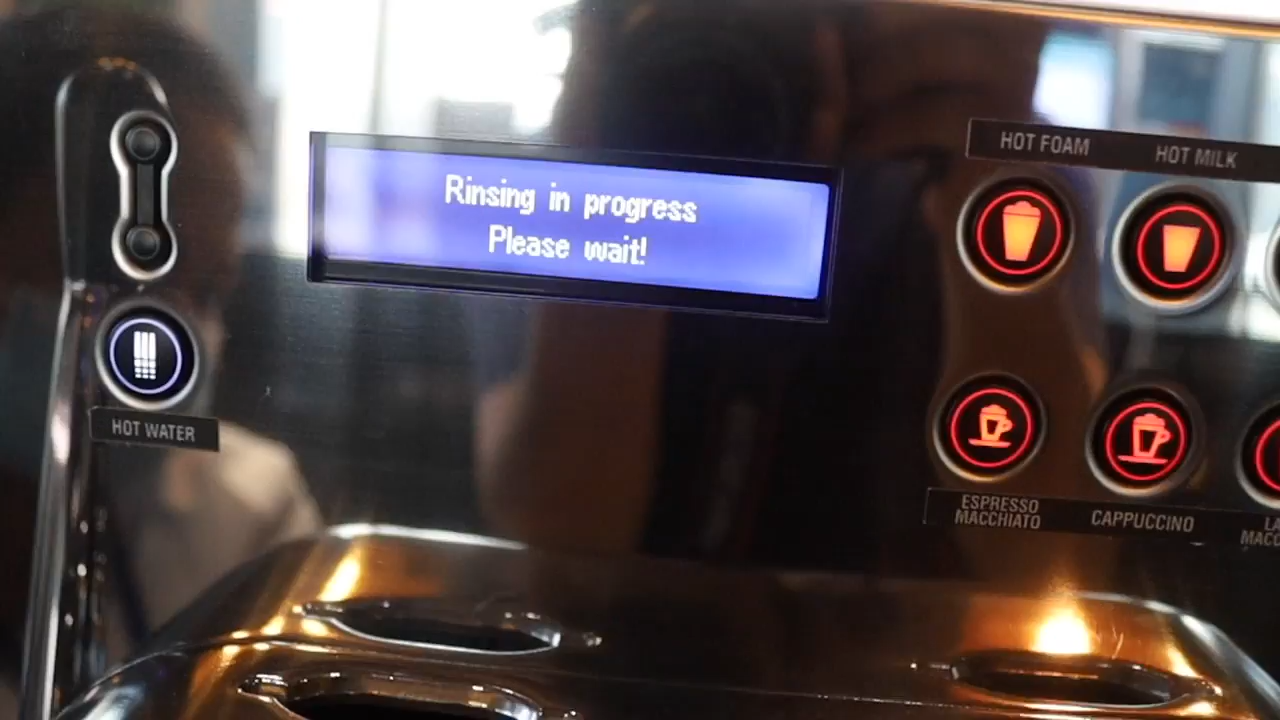 Rinsing in progress
Please wait!
HOT FOAM
HOT MILK
HOT WATER
ESPRESSO
MACCHIATO
CAPPUCCINO